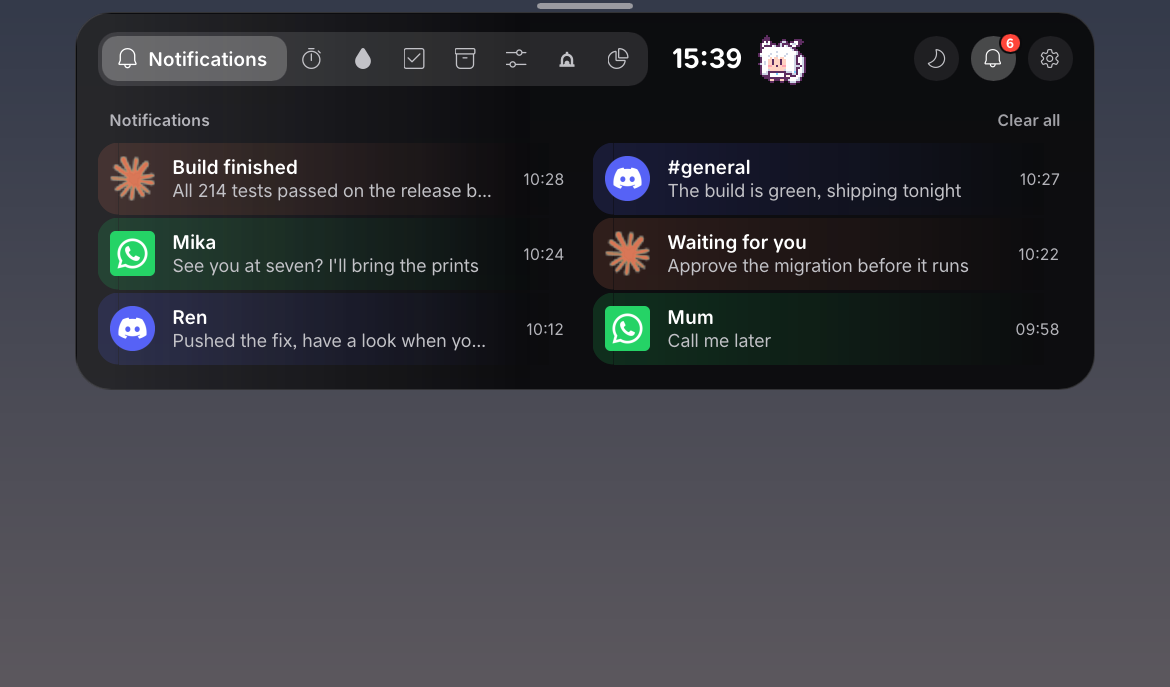 Notifications
15:39
6
Notifications
Clear all
Build finished
All 214 tests passed on the release b...
10:28
#general
The build is green, shipping tonight
10:27
Mika
See you at seven? I'll bring the prints
10:24
Waiting for you
Approve the migration before it runs
10:22
Ren
Pushed the fix, have a look when yo...
10:12
Mum
Call me later
09:58